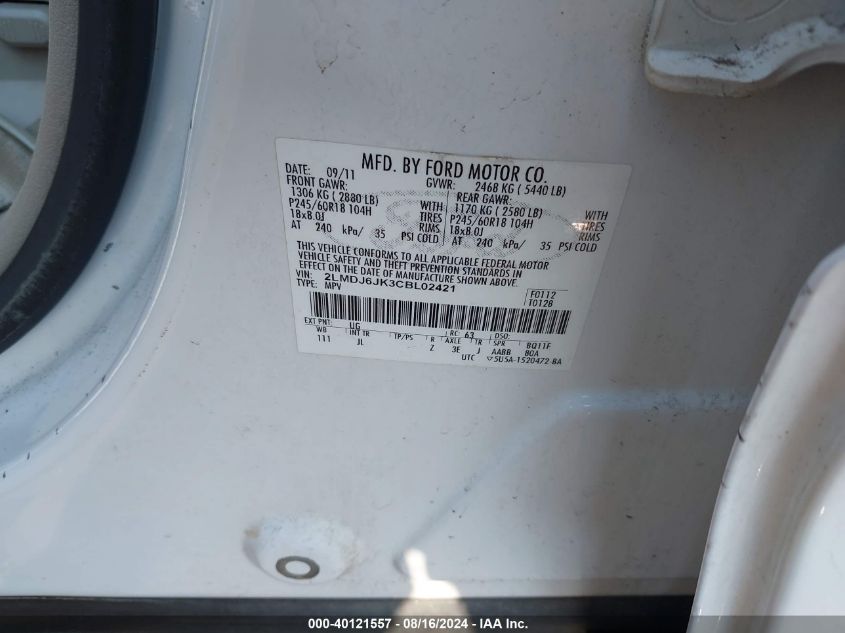 MFD. BY FORD MOTOR CO.
DATE: 09/11 GVWR: 2468 KG ( 5440 LB)
FRONT GAWR: REAR GAWR:
1306 KG ( 2880 LB) WITH 1170 KG ( 2580 LB) WITH
P245/60R18 104H TIRES P245/60R18 104H TIRES
18x8.0J RIMS 18x8.0J RIMS
AT 240 kPa/ 35 PSI COLD AT 240 kPa/ 35 PSI COLD
THIS VEHICLE CONFORMS TO ALL APPLICABLE FEDERAL MOTOR
VEHICLE SAFETY AND THEFT PREVENTION STANDARDS IN
EFFECT ON THE DATE OF MANUFACTURE SHOWN ABOVE.
VIN: 2LMDJ6JK3CBL02421
TYPE: MPV
F0112
T0128
EXT PNT: UG RC: 63 DSO:
WB INT TR TP/PS R AXLE TR SPR BQ11F
111 JL Z 3E J AABB BQA
UTC 5U5A-1520472-BA
000-40121557 - 08/16/2024 - IAA Inc.